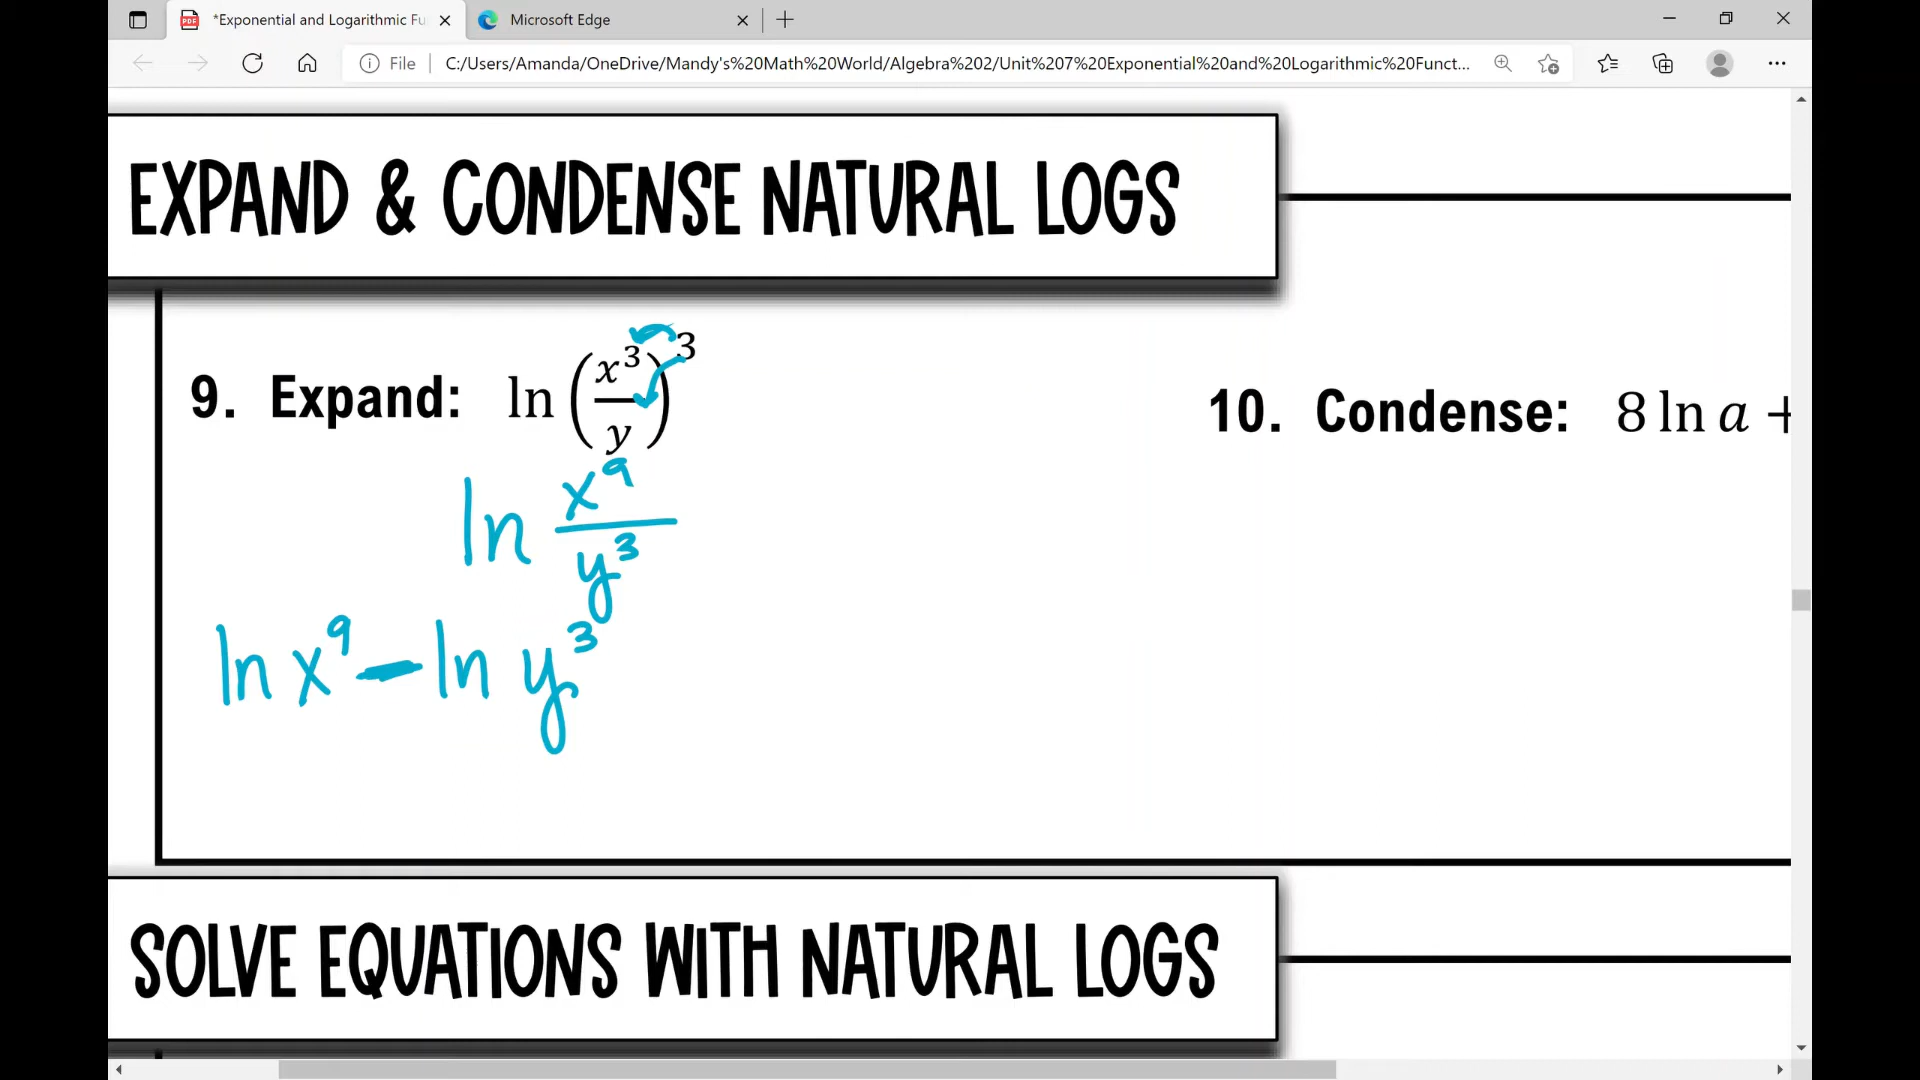 *Exponential and Logarithmic Fu
Microsoft Edge
File
C:/Users/Amanda/OneDrive/Mandy's%20Math%20World/Algebra%202/Unit%207%20Exponential%20and%20Logarithmic%20Funct...
EXPAND & CONDENSE NATURAL LOGS
9. Expand: ln (x³/y)³
10. Condense: 8 ln a +
ln x⁹/y³
ln x⁹ - ln y³
SOLVE EQUATIONS WITH NATURAL LOGS